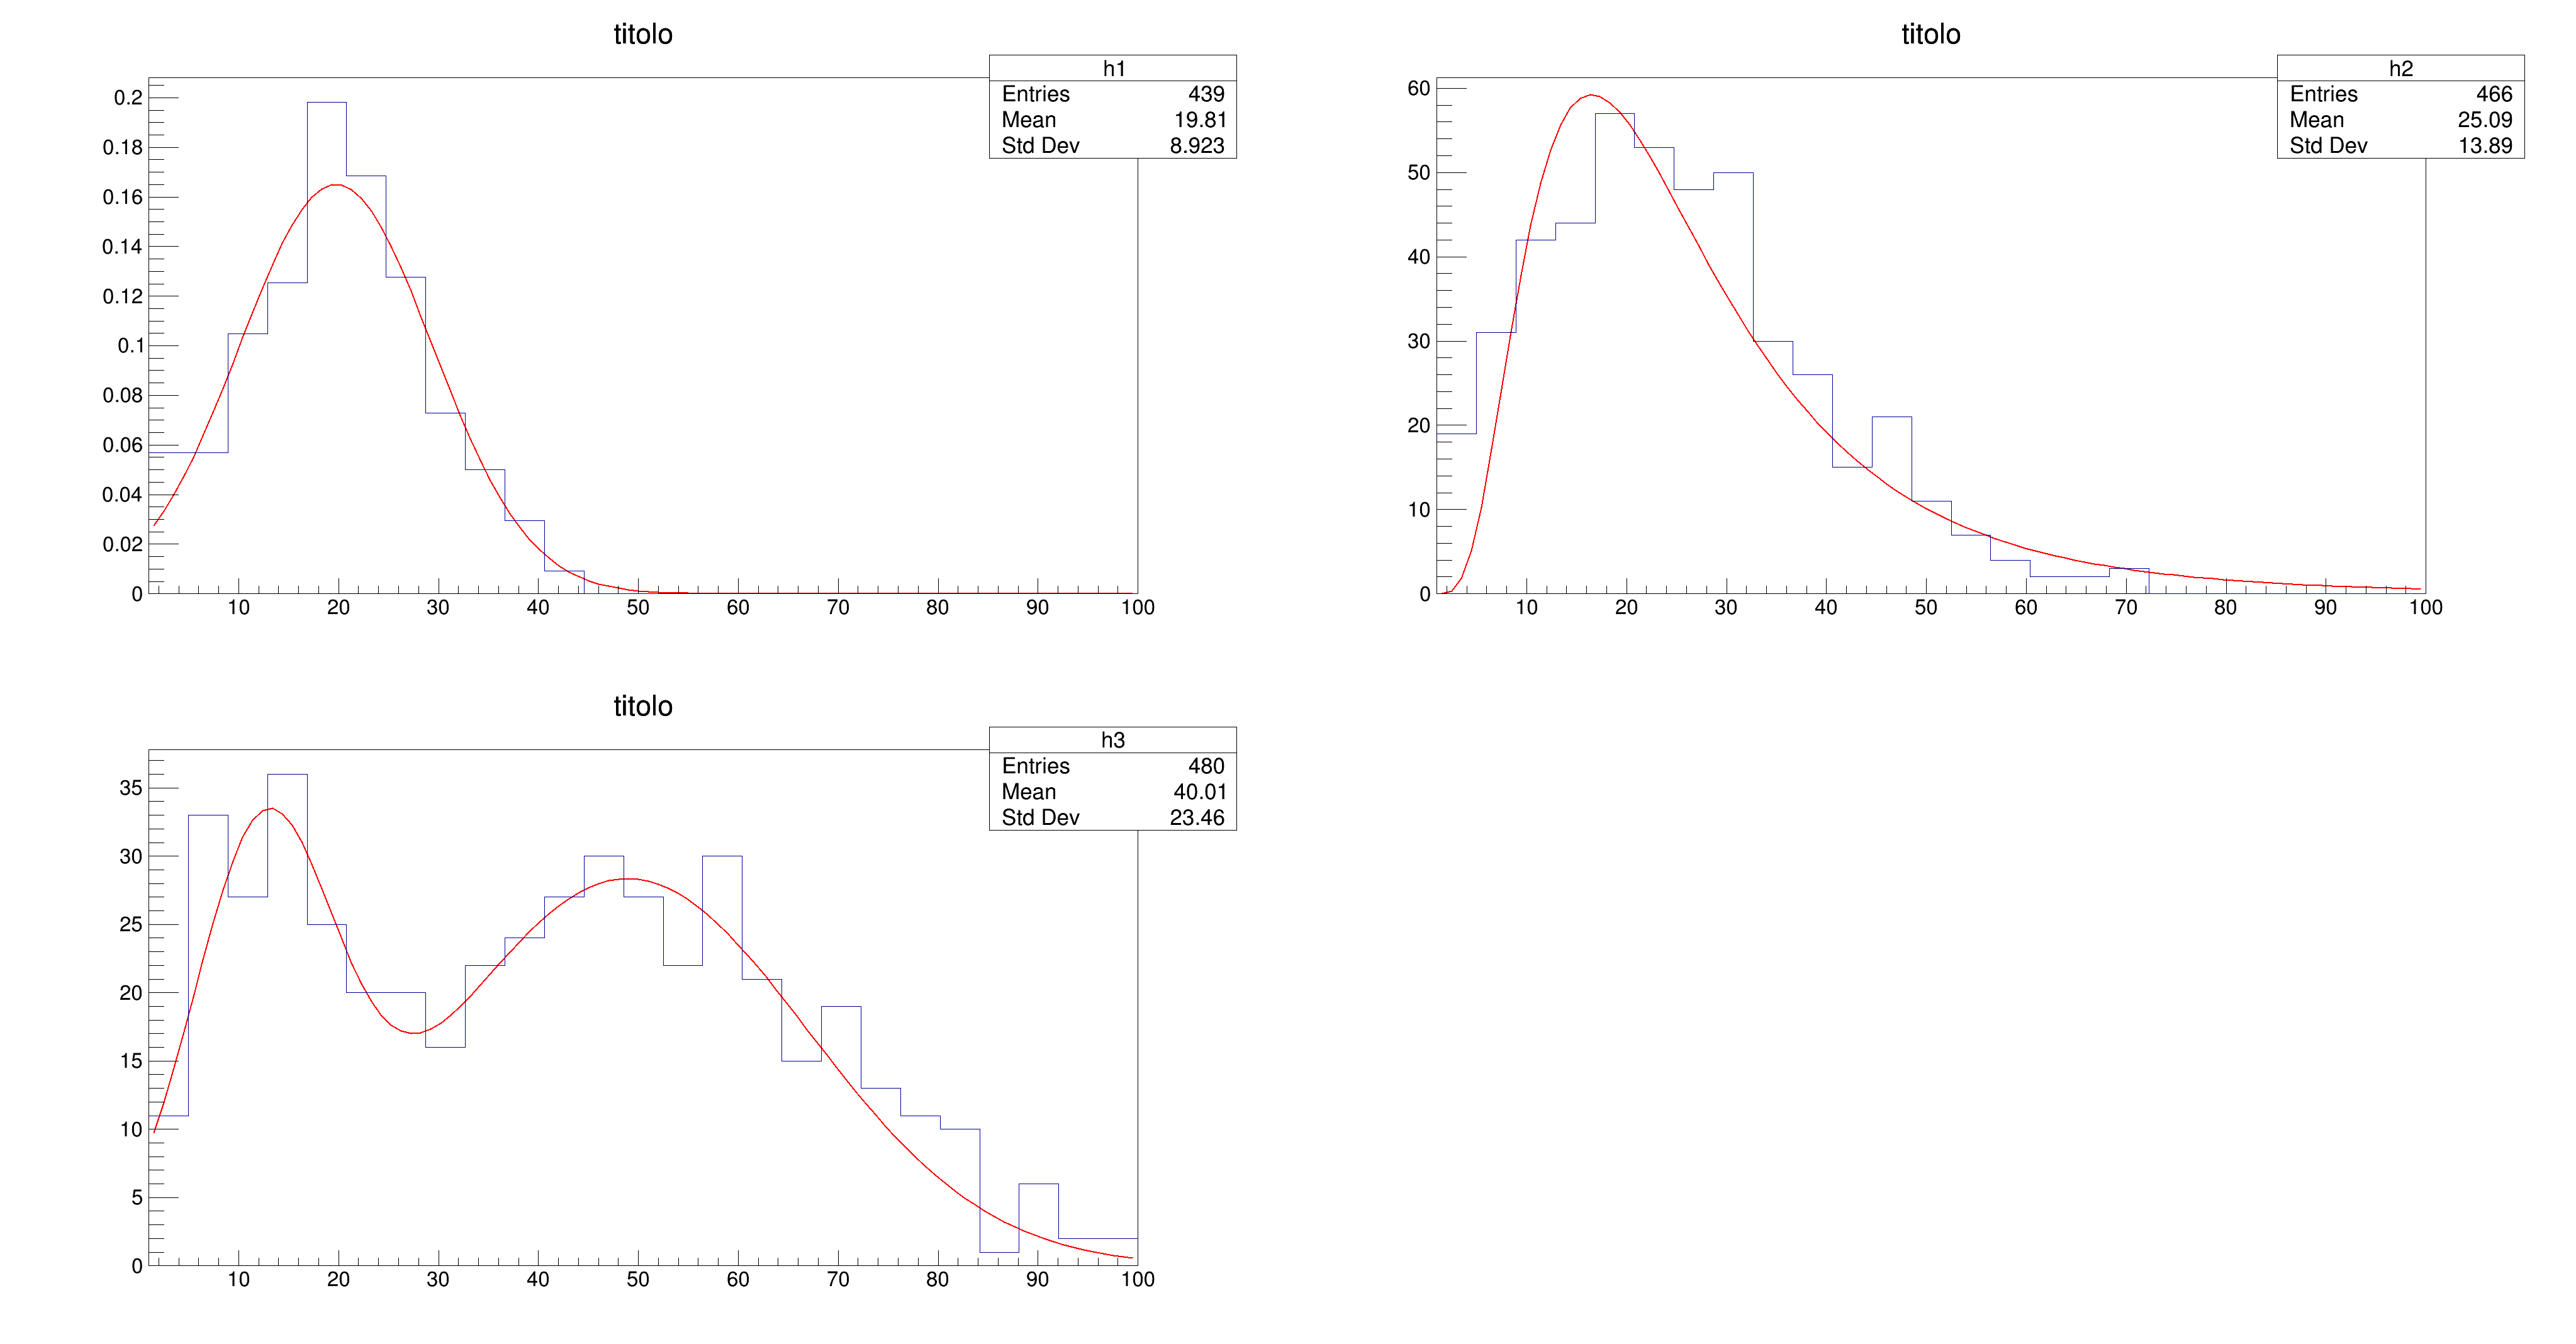 titolo
h1
Entries 439
Mean 19.81
Std Dev 8.923
0.2
0.18
0.16
0.14
0.12
0.1
0.08
0.06
0.04
0.02
0
10 20 30 40 50 60 70 80 90 100
titolo
h2
Entries 466
Mean 25.09
Std Dev 13.89
60
50
40
30
20
10
0
10 20 30 40 50 60 70 80 90 100
titolo
h3
Entries 480
Mean 40.01
Std Dev 23.46
35
30
25
20
15
10
5
0
10 20 30 40 50 60 70 80 90 100